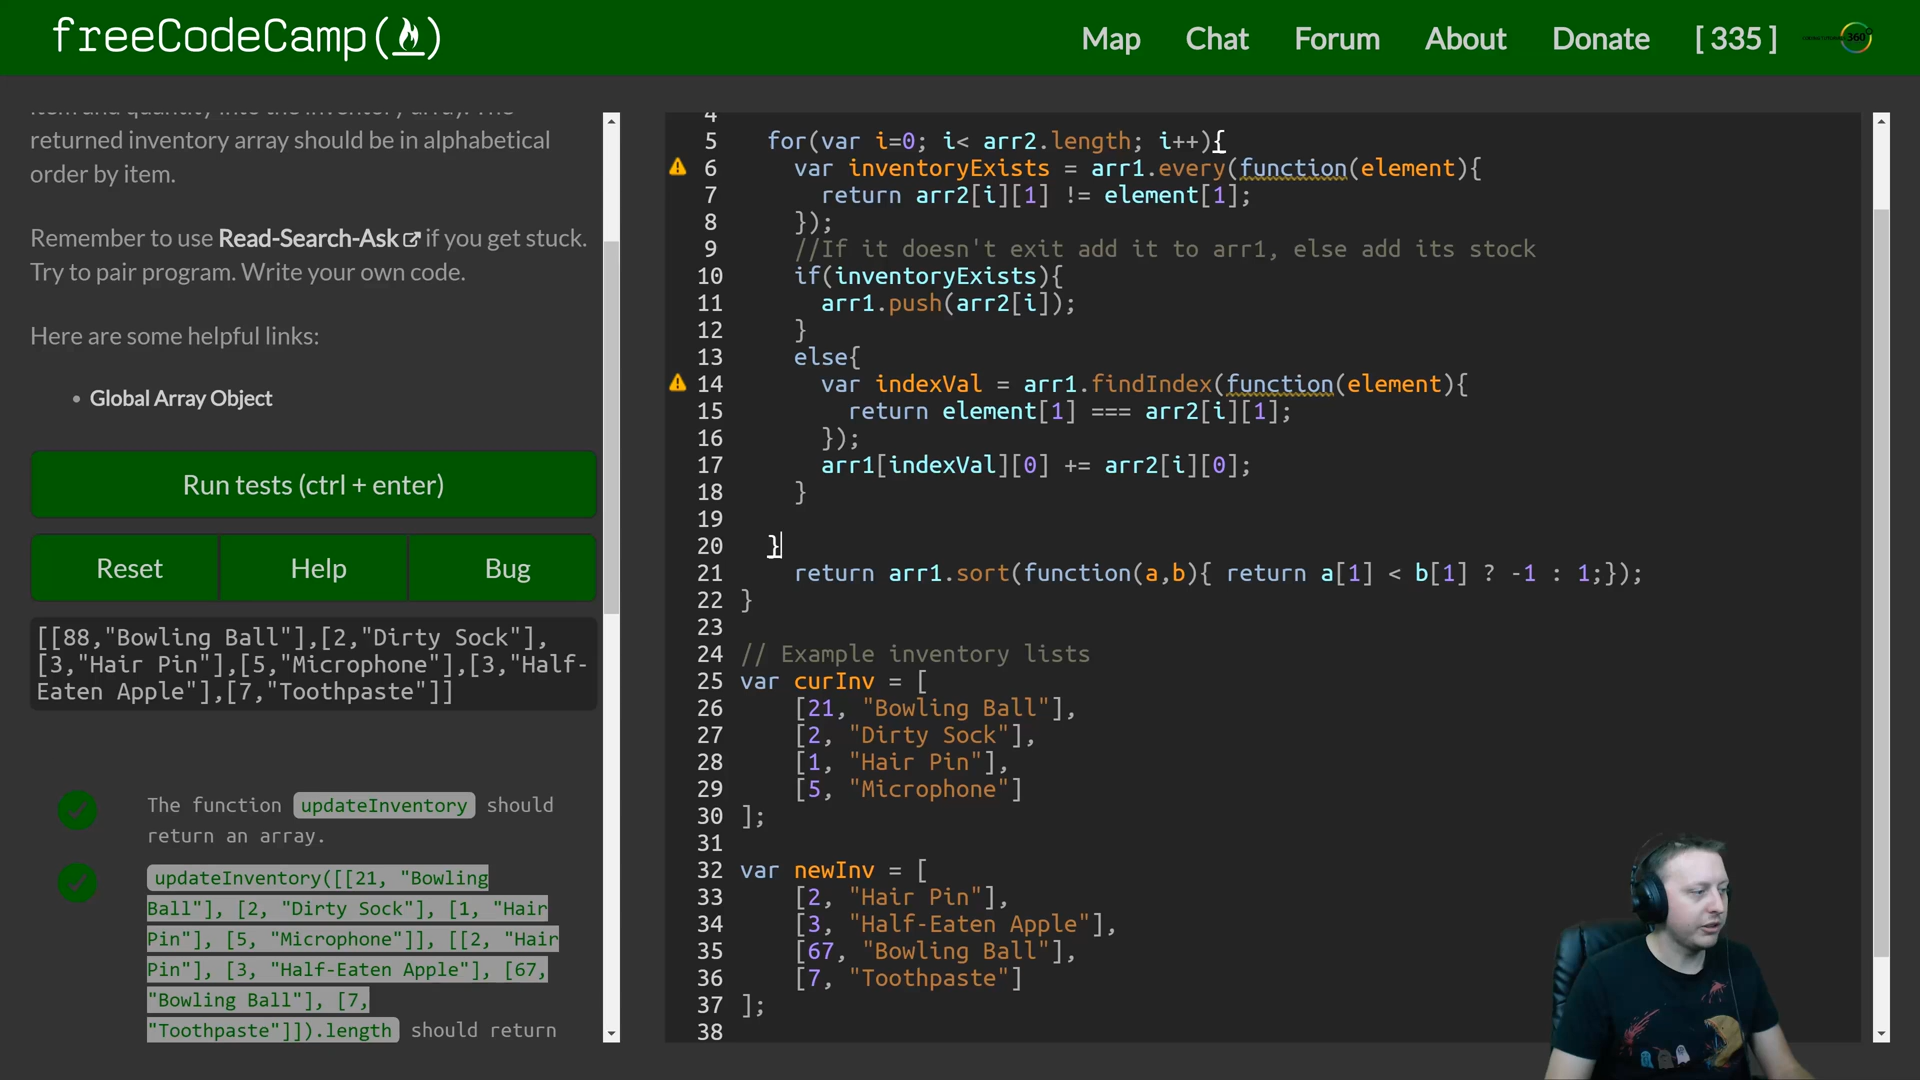 freeCodeCamp(🔥)
Map Chat Forum About Donate [ 335 ] 360°
returned inventory array should be in alphabetical
order by item.
Remember to use Read-Search-Ask if you get stuck.
Try to pair program. Write your own code.
Here are some helpful links:
• Global Array Object
Run tests (ctrl + enter)
Reset Help Bug
[[88,"Bowling Ball"],[2,"Dirty Sock"],
[3,"Hair Pin"],[5,"Microphone"],[3,"Half-
Eaten Apple"],[7,"Toothpaste"]]
The function updateInventory should
return an array.
updateInventory([[21, "Bowling
Ball"], [2, "Dirty Sock"], [1, "Hair
Pin"], [5, "Microphone"]], [[2, "Hair
Pin"], [3, "Half-Eaten Apple"], [67,
"Bowling Ball"], [7,
"Toothpaste"]]).length should return
4
5 for(var i=0; i< arr2.length; i++){
6 var inventoryExists = arr1.every(function(element){
7 return arr2[i][1] != element[1];
8 });
9 //If it doesn't exit add it to arr1, else add its stock
10 if(inventoryExists){
11 arr1.push(arr2[i]);
12 }
13 else{
14 var indexVal = arr1.findIndex(function(element){
15 return element[1] === arr2[i][1];
16 });
17 arr1[indexVal][0] += arr2[i][0];
18 }
19
20 }
21 return arr1.sort(function(a,b){ return a[1] < b[1] ? -1 : 1;});
22 }
23
24 // Example inventory lists
25 var curInv = [
26 [21, "Bowling Ball"],
27 [2, "Dirty Sock"],
28 [1, "Hair Pin"],
29 [5, "Microphone"]
30 ];
31
32 var newInv = [
33 [2, "Hair Pin"],
34 [3, "Half-Eaten Apple"],
35 [67, "Bowling Ball"],
36 [7, "Toothpaste"]
37 ];
38